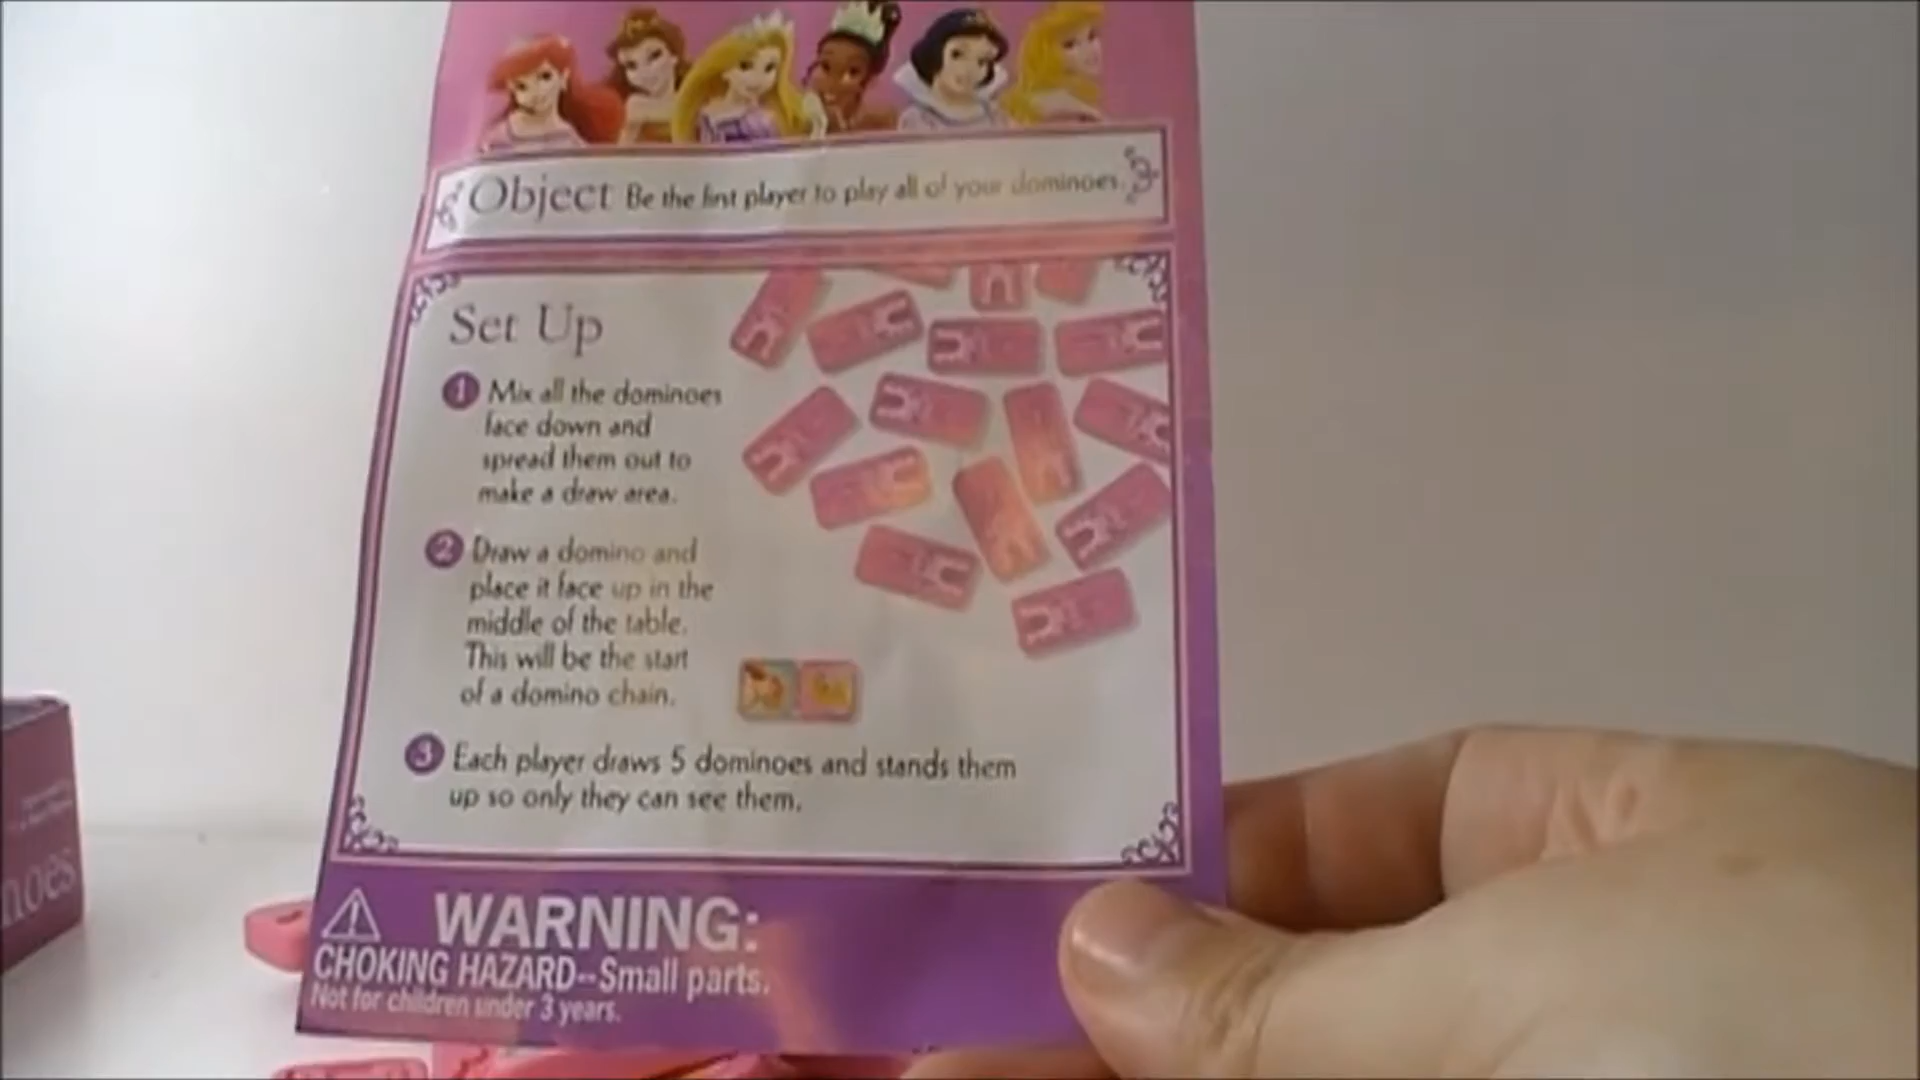 Object Be the first player to play all of your dominoes.
Set Up
1 Mix all the dominoes
face down and
spread them out to
make a draw area.
2 Draw a domino and
place it face up in the
middle of the table.
This will be the start
of a domino chain.
3 Each player draws 5 dominoes and stands them
up so only they can see them.
WARNING:
CHOKING HAZARD--Small parts.
Not for children under 3 years.
noes